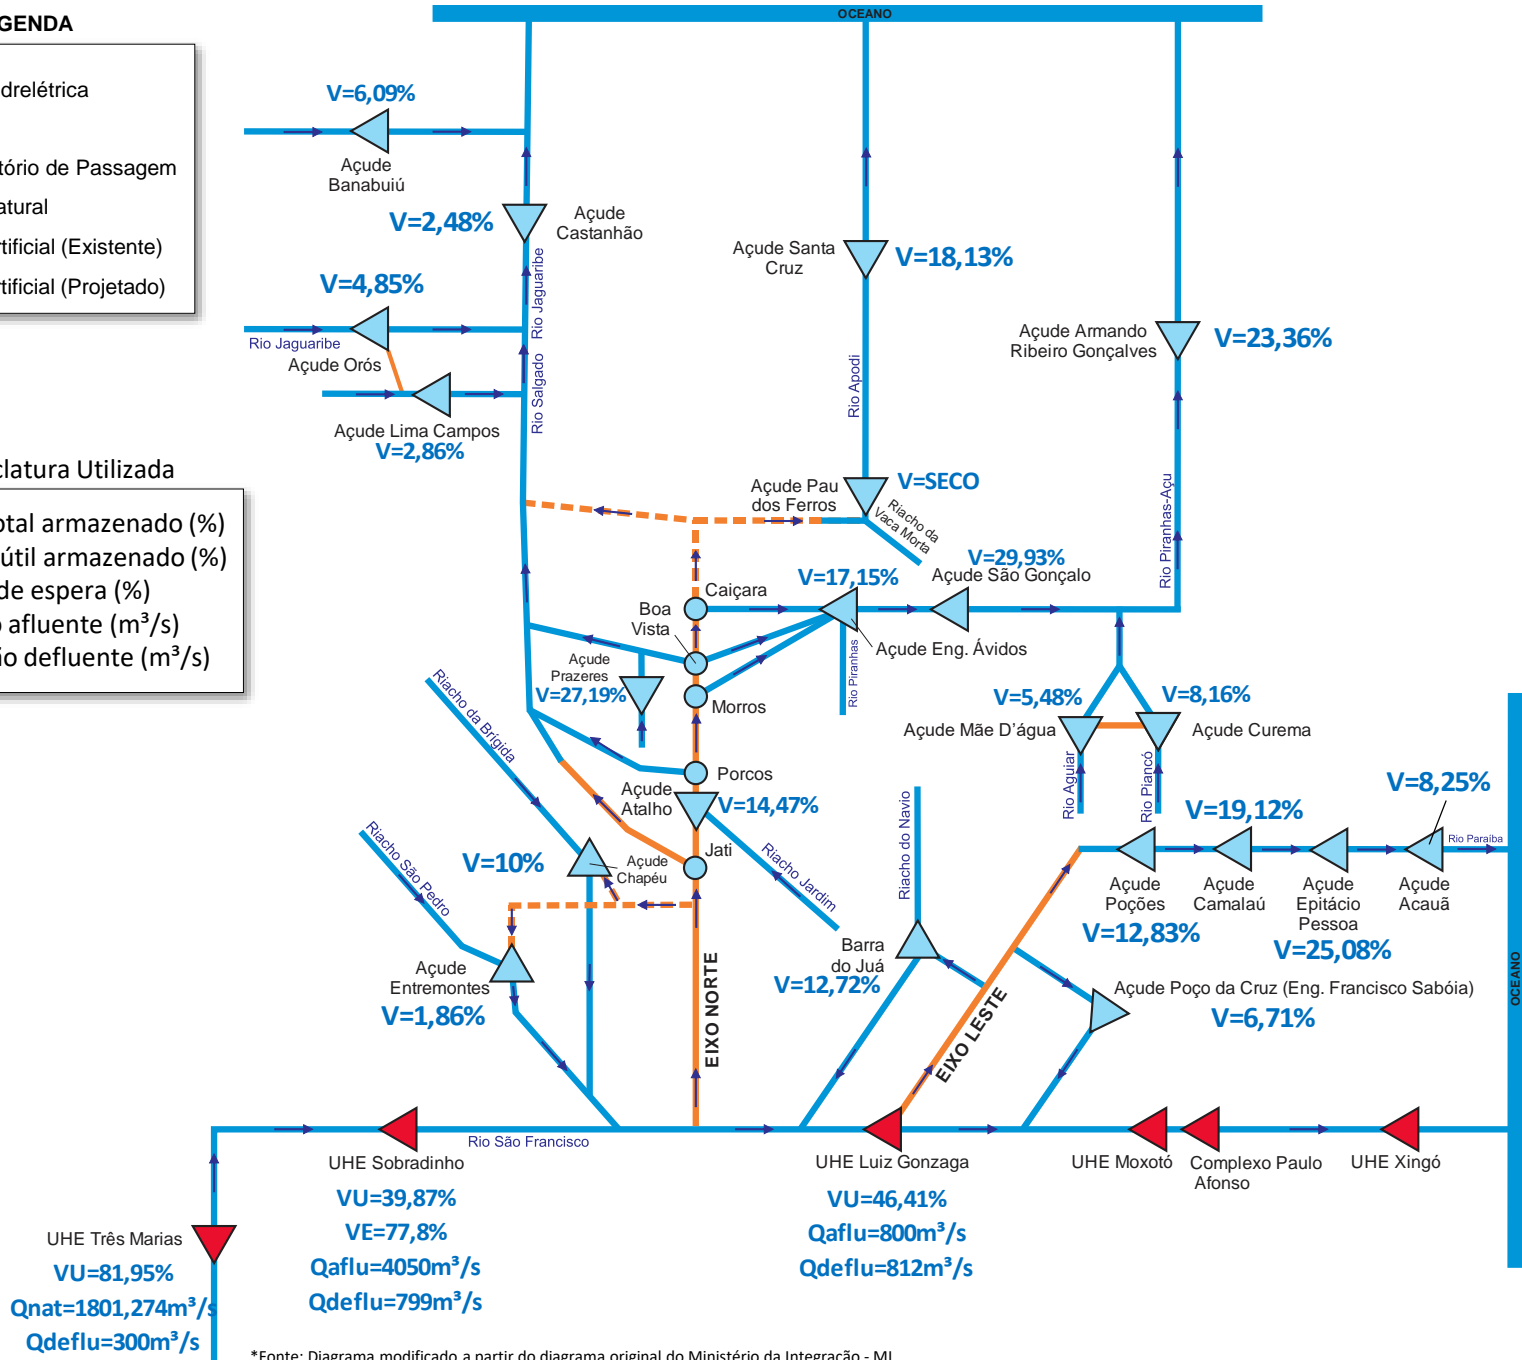 GENDA
drelétrica
tório de Passagem
atural
rtificial (Existente)
rtificial (Projetado)
clatura Utilizada
otal armazenado (%)
útil armazenado (%)
de espera (%)
o afluente (m³/s)
ão defluente (m³/s)
OCEANO
V=6,09%
Açude
Banabuiú
V=2,48%
Açude
Castanhão
V=4,85%
Rio Jaguaribe
Açude Orós
Rio Jaguaribe
Rio Salgado
Açude Lima Campos
V=2,86%
Açude Santa
Cruz
V=18,13%
Rio Apodi
Açude Armando
Ribeiro Gonçalves
V=23,36%
Rio Piranhas-Açu
Açude Pau
dos Ferros
V=SECO
Riacho da
Vaca Morta
V=29,93%
Açude São Gonçalo
V=17,15%
Caiçara
Boa
Vista
Açude Eng. Ávidos
Rio Piranhas
Açude
Prazeres
V=27,19%
Morros
Riacho da Brígida
Porcos
Açude
Atalho
V=14,47%
Jati
Riacho Jardim
V=5,48%
V=8,16%
Açude Mãe D'água
Açude Curema
Rio Aguiar
Rio Piancó
V=8,25%
V=19,12%
Rio Paraíba
Açude
Poções
V=12,83%
Açude
Camalaú
Açude
Epitácio
Pessoa
V=25,08%
Açude
Acauã
Riacho São Pedro
V=10%
Açude
Chapéu
Açude
Entremontes
V=1,86%
EIXO NORTE
Riacho do Navio
Barra
do Juá
V=12,72%
EIXO LESTE
Açude Poço da Cruz (Eng. Francisco Sabóia)
V=6,71%
OCEANO
Rio São Francisco
UHE Sobradinho
VU=39,87%
VE=77,8%
Qaflu=4050m³/s
Qdeflu=799m³/s
UHE Luiz Gonzaga
VU=46,41%
Qaflu=800m³/s
Qdeflu=812m³/s
UHE Moxotó
Complexo Paulo
Afonso
UHE Xingó
UHE Três Marias
VU=81,95%
Qnat=1801,274m³/s
Qdeflu=300m³/s
*Fonte: Diagrama modificado a partir do diagrama original do Ministério da Integração - MI